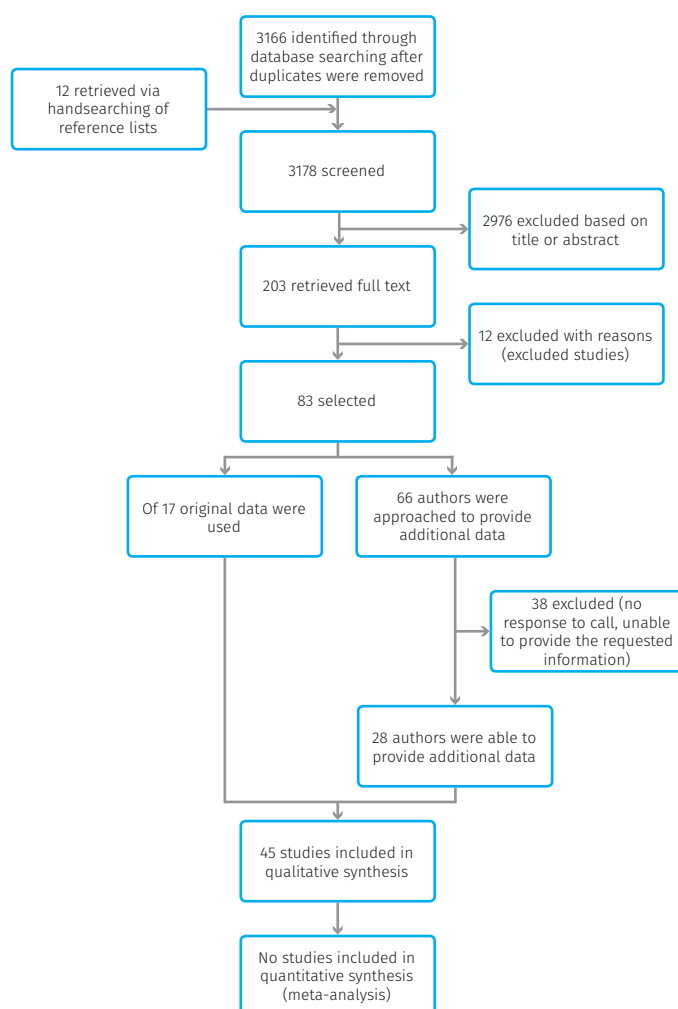 3166 identified through
database searching after
duplicates were removed
12 retrieved via
handsearching of
reference lists
3178 screened
2976 excluded based on
title or abstract
203 retrieved full text
12 excluded with reasons
(excluded studies)
83 selected
Of 17 original data were
used
66 authors were
approached to provide
additional data
38 excluded (no
response to call, unable
to provide the requested
information)
28 authors were able to
provide additional data
45 studies included in
qualitative synthesis
No studies included in
quantitative synthesis
(meta-analysis)